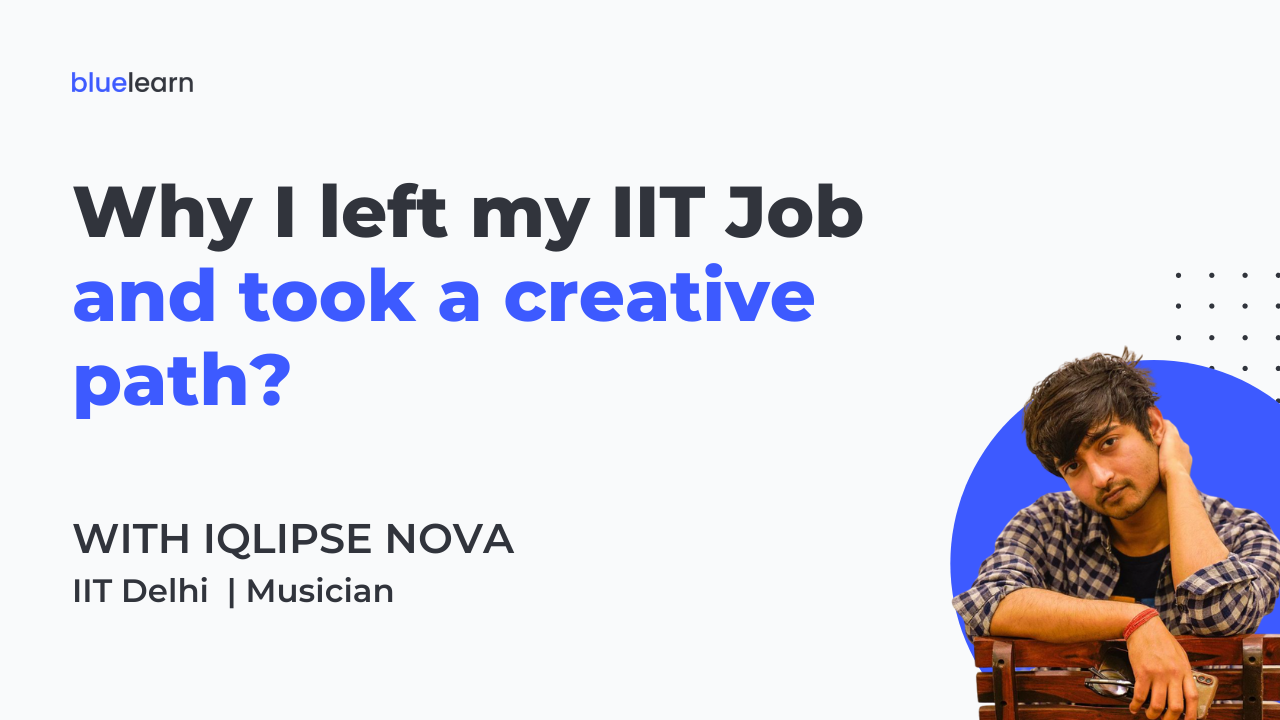 bluelearn
Why I left my IIT Job
and took a creative
path?
WITH IQLIPSE NOVA
IIT Delhi | Musician